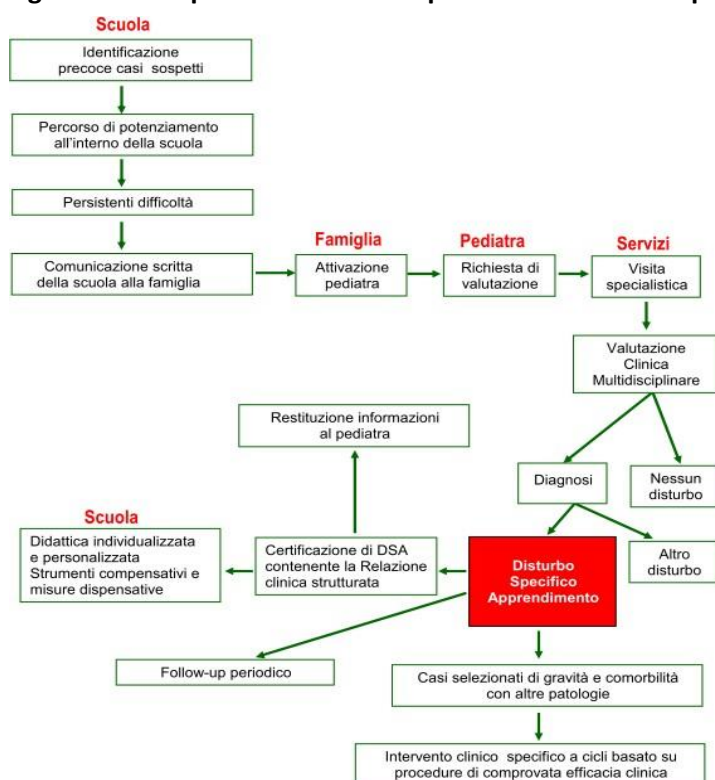 Scuola
Identificazione
precoce casi sospetti
Percorso di potenziamento
all'interno della scuola
Persistenti difficoltà
Comunicazione scritta
della scuola alla famiglia
Famiglia
Attivazione
pediatra
Pediatra
Richiesta di
valutazione
Servizi
Visita
specialistica
Valutazione
Clinica
Multidisciplinare
Diagnosi
Nessun
disturbo
Altro
disturbo
Disturbo
Specifico
Apprendimento
Certificazione di DSA
contenente la Relazione
clinica strutturata
Restituzione informazioni
al pediatra
Scuola
Didattica individualizzata
e personalizzata
Strumenti compensativi e
misure dispensative
Follow-up periodico
Casi selezionati di gravità e comorbilità
con altre patologie
Intervento clinico specifico a cicli basato su
procedure di comprovata efficacia clinica